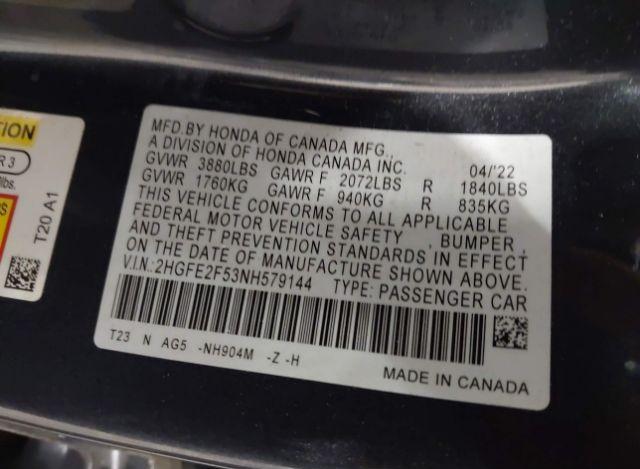 TION
R 3
lbs.
S
T20 A1
MFD.BY HONDA OF CANADA MFG.,
A DIVISION OF HONDA CANADA INC. 04/'22
GVWR 3880LBS GAWR F 2072LBS R 1840LBS
GVWR 1760KG GAWR F 940KG R 835KG
THIS VEHICLE CONFORMS TO ALL APPLICABLE
FEDERAL MOTOR VEHICLE SAFETY , BUMPER
AND THEFT PREVENTION STANDARDS IN EFFECT
ON THE DATE OF MANUFACTURE SHOWN ABOVE.
V.I.N.:2HGFE2F53NH579144 TYPE: PASSENGER CAR
T23 N AG5 -NH904M -Z -H
MADE IN CANADA